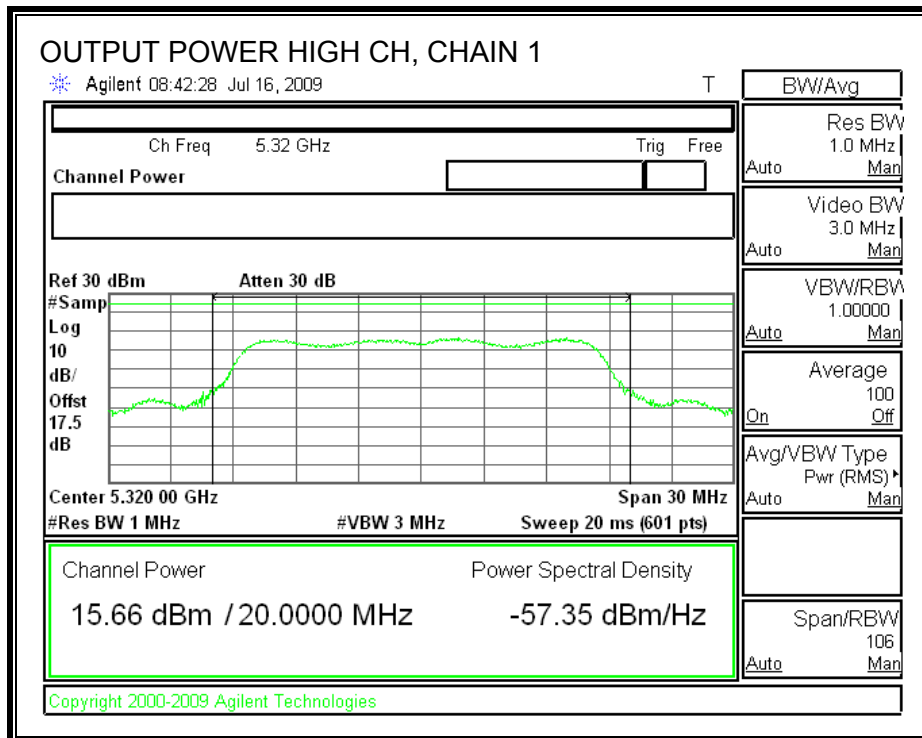 OUTPUT POWER HIGH CH, CHAIN 1
Agilent 08:42:28 Jul 16, 2009 T
Ch Freq 5.32 GHz Trig Free
Channel Power
Ref 30 dBm Atten 30 dB
#Samp
Log
10
dB/
Offst
17.5
dB
Center 5.320 00 GHz Span 30 MHz
#Res BW 1 MHz #VBW 3 MHz Sweep 20 ms (601 pts)
Channel Power Power Spectral Density
15.66 dBm / 20.0000 MHz -57.35 dBm/Hz
Copyright 2000-2009 Agilent Technologies
BW/Avg
Res BW
1.0 MHz
Auto Man
Video BW
3.0 MHz
Auto Man
VBW/RBW
1.00000
Auto Man
Average
100
On Off
Avg/VBW Type
Pwr (RMS)
Auto Man
Span/RBW
106
Auto Man